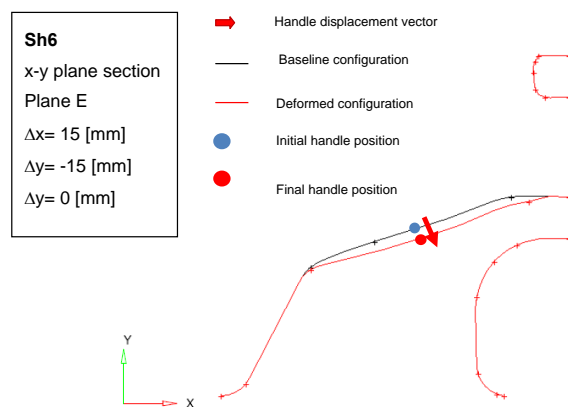 Sh6
x-y plane section
Plane E
Δx= 15 [mm]
Δy= -15 [mm]
Δy= 0 [mm]
Handle displacement vector
Baseline configuration
Deformed configuration
Initial handle position
Final handle position
Y
X